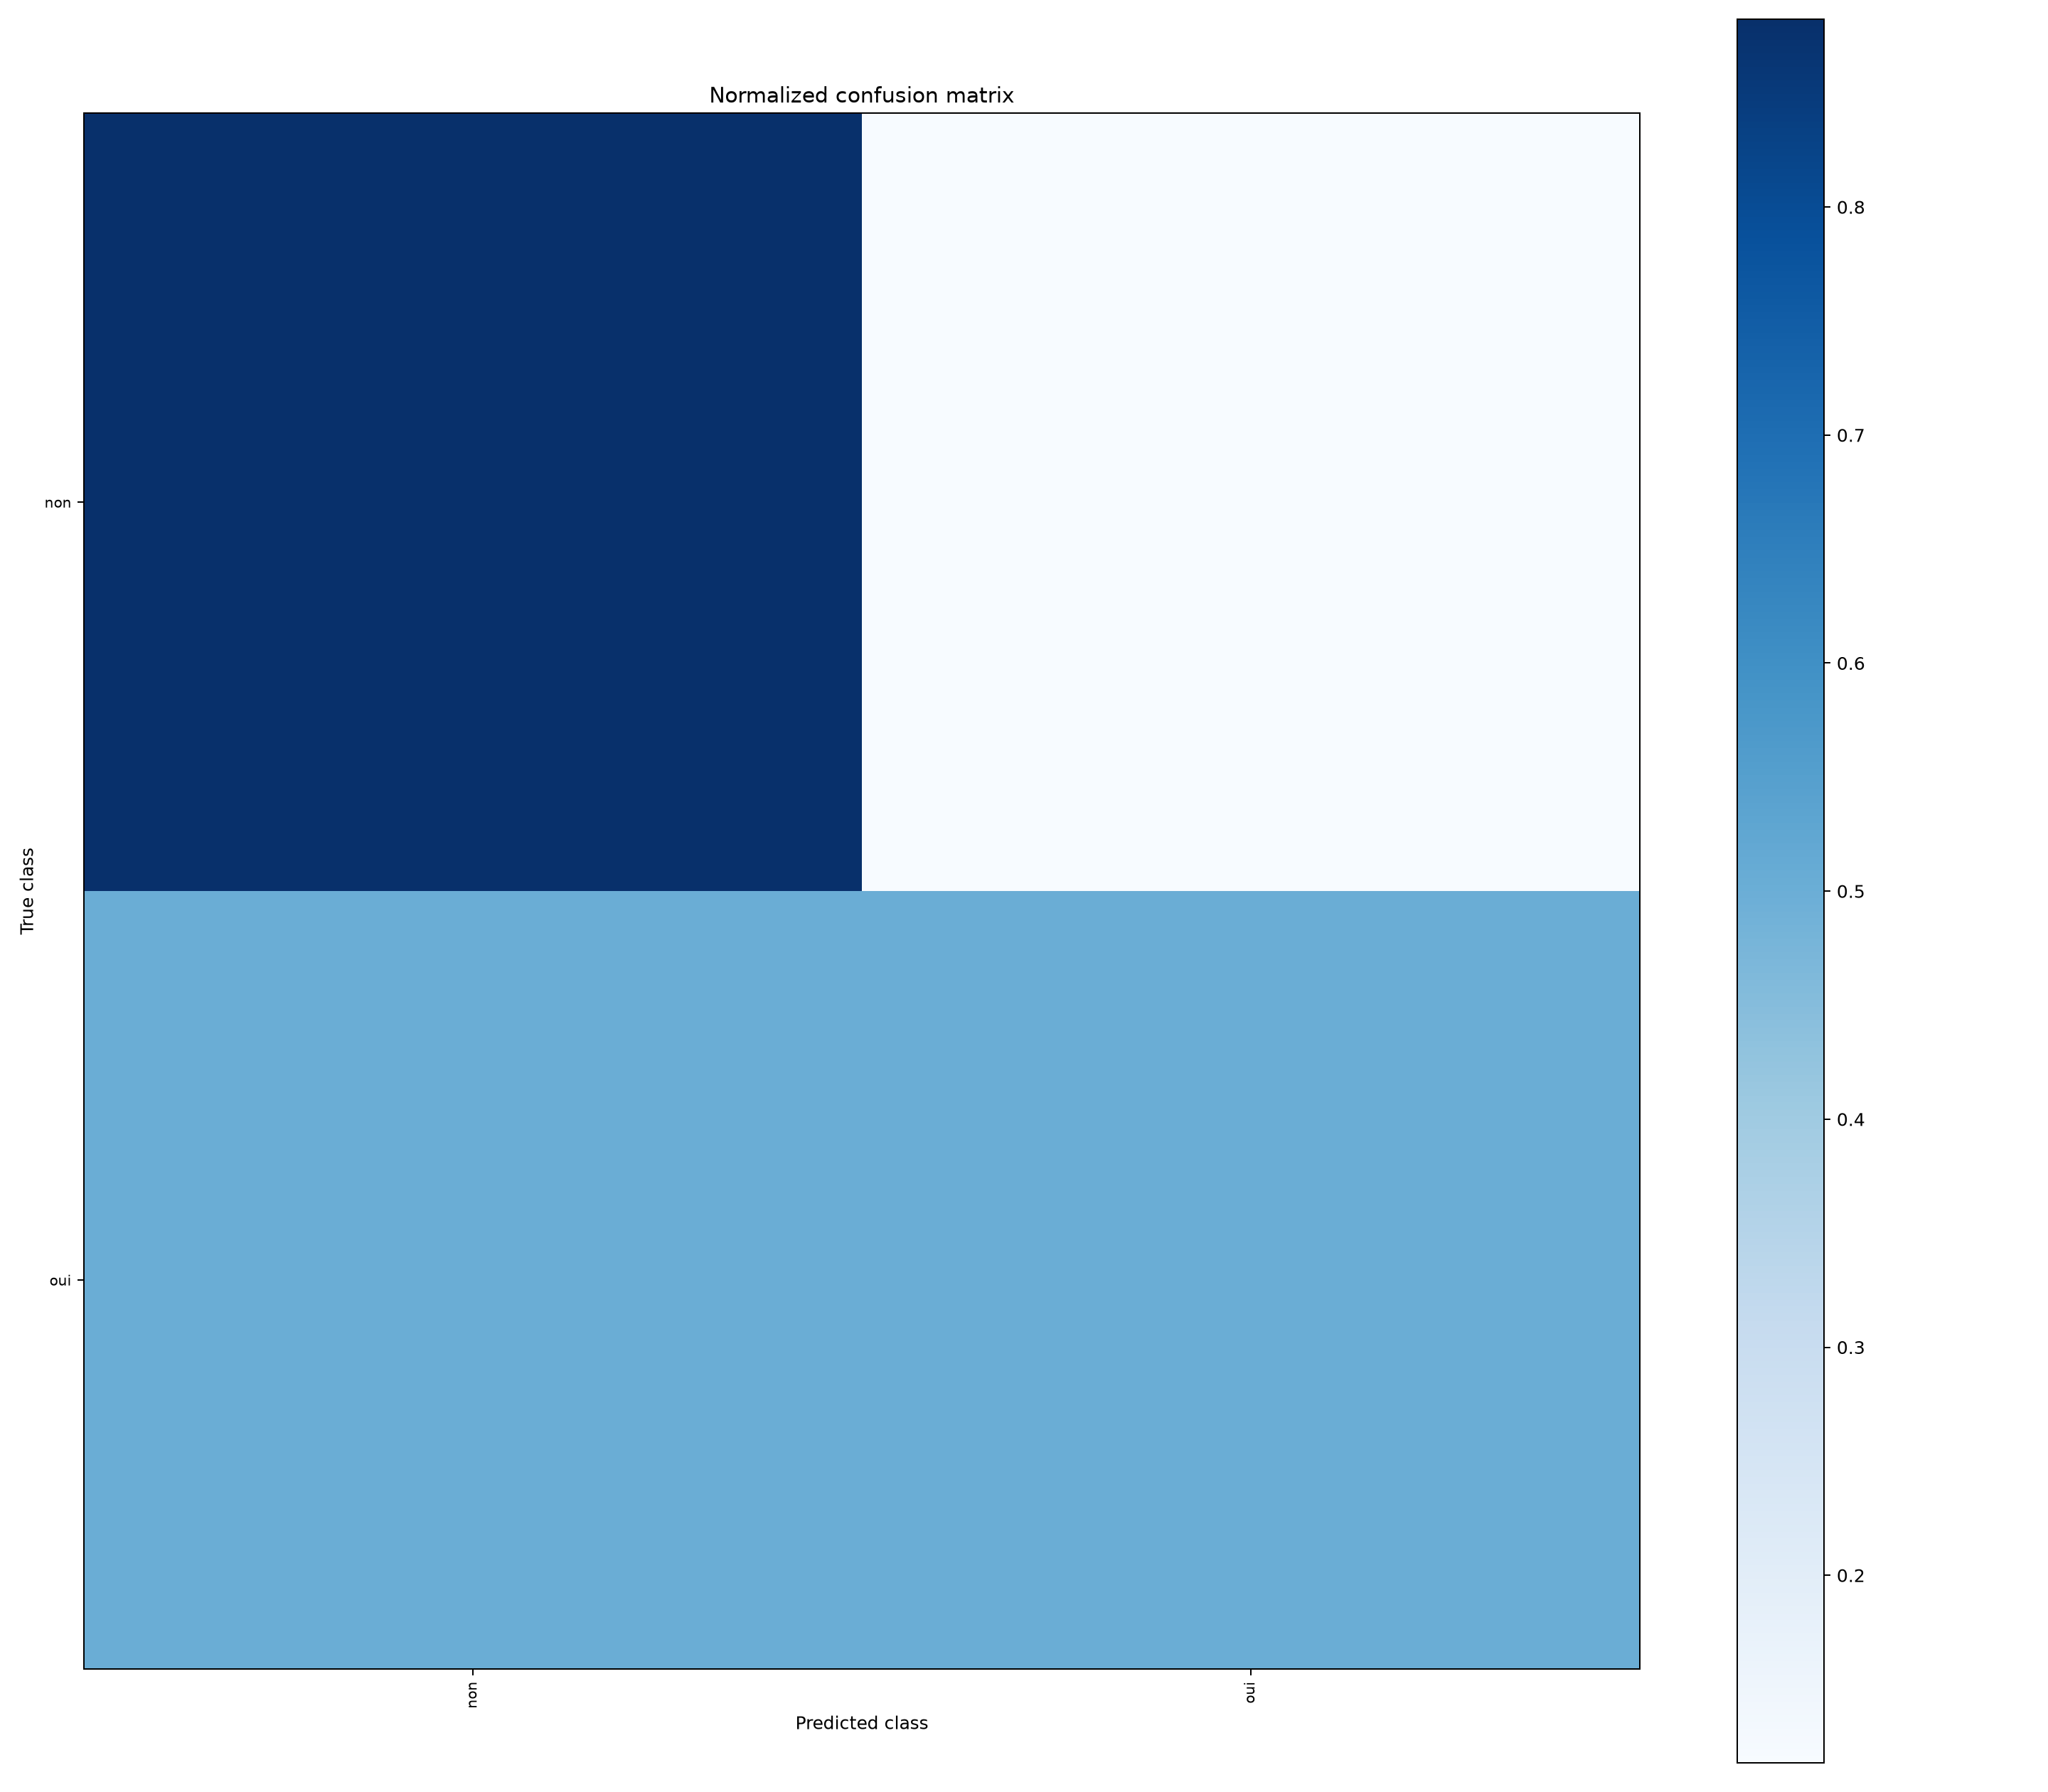 Normalized confusion matrix
True class
non
oui
non
oui
Predicted class
0.8
0.7
0.6
0.5
0.4
0.3
0.2